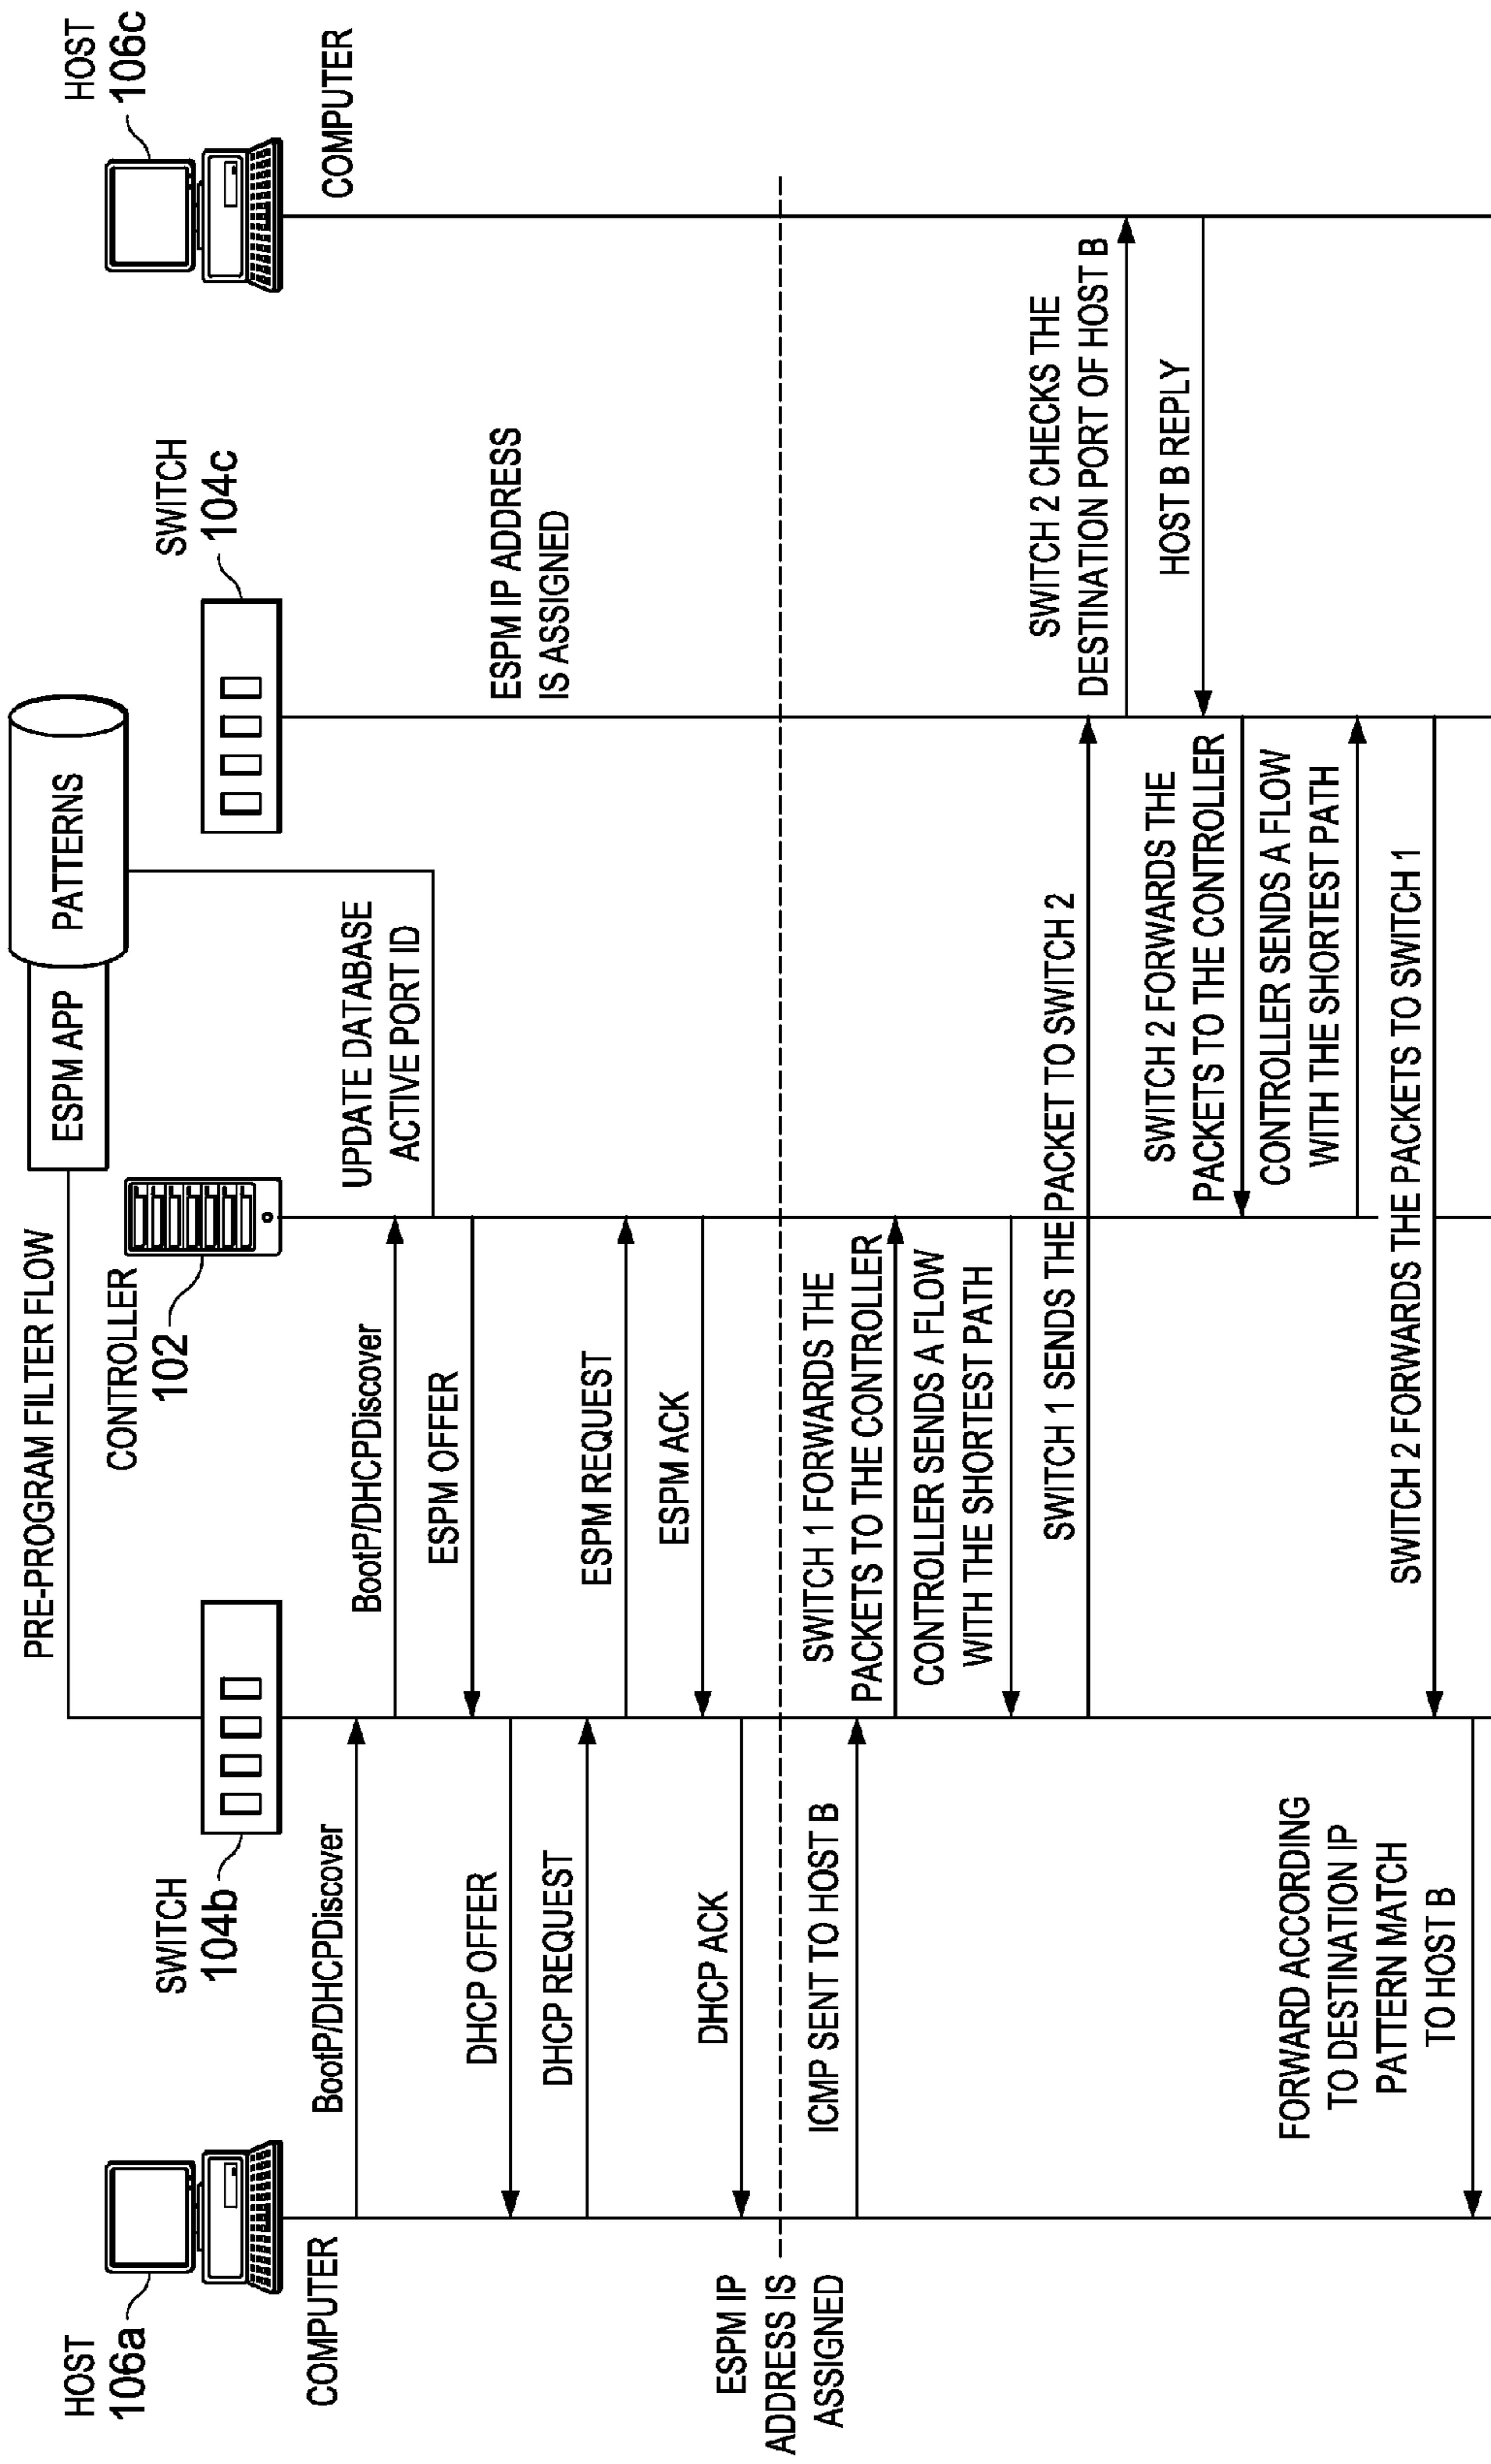 PRE-PROGRAM FILTER FLOW
ESPM APP
PATTERNS
HOST
106a
COMPUTER
SWITCH
104b
CONTROLLER
102
SWITCH
104c
HOST
106c
COMPUTER
UPDATE DATABASE
ACTIVE PORT ID
BootP/DHCPDiscover
BootP/DHCPDiscover
ESPM OFFER
DHCP OFFER
ESPM IP ADDRESS
IS ASSIGNED
DHCP REQUEST
ESPM REQUEST
ESPM ACK
DHCP ACK
ESPM IP
ADDRESS IS
ASSIGNED
ICMP SENT TO HOST B
SWITCH 1 FORWARDS THE
PACKETS TO THE CONTROLLER
CONTROLLER SENDS A FLOW
WITH THE SHORTEST PATH
SWITCH 1 SENDS THE PACKET TO SWITCH 2
SWITCH 2 CHECKS THE
DESTINATION PORT OF HOST B
HOST B REPLY
SWITCH 2 FORWARDS THE
PACKETS TO THE CONTROLLER
CONTROLLER SENDS A FLOW
WITH THE SHORTEST PATH
SWITCH 2 FORWARDS THE PACKETS TO SWITCH 1
FORWARD ACCORDING
TO DESTINATION IP
PATTERN MATCH
TO HOST B